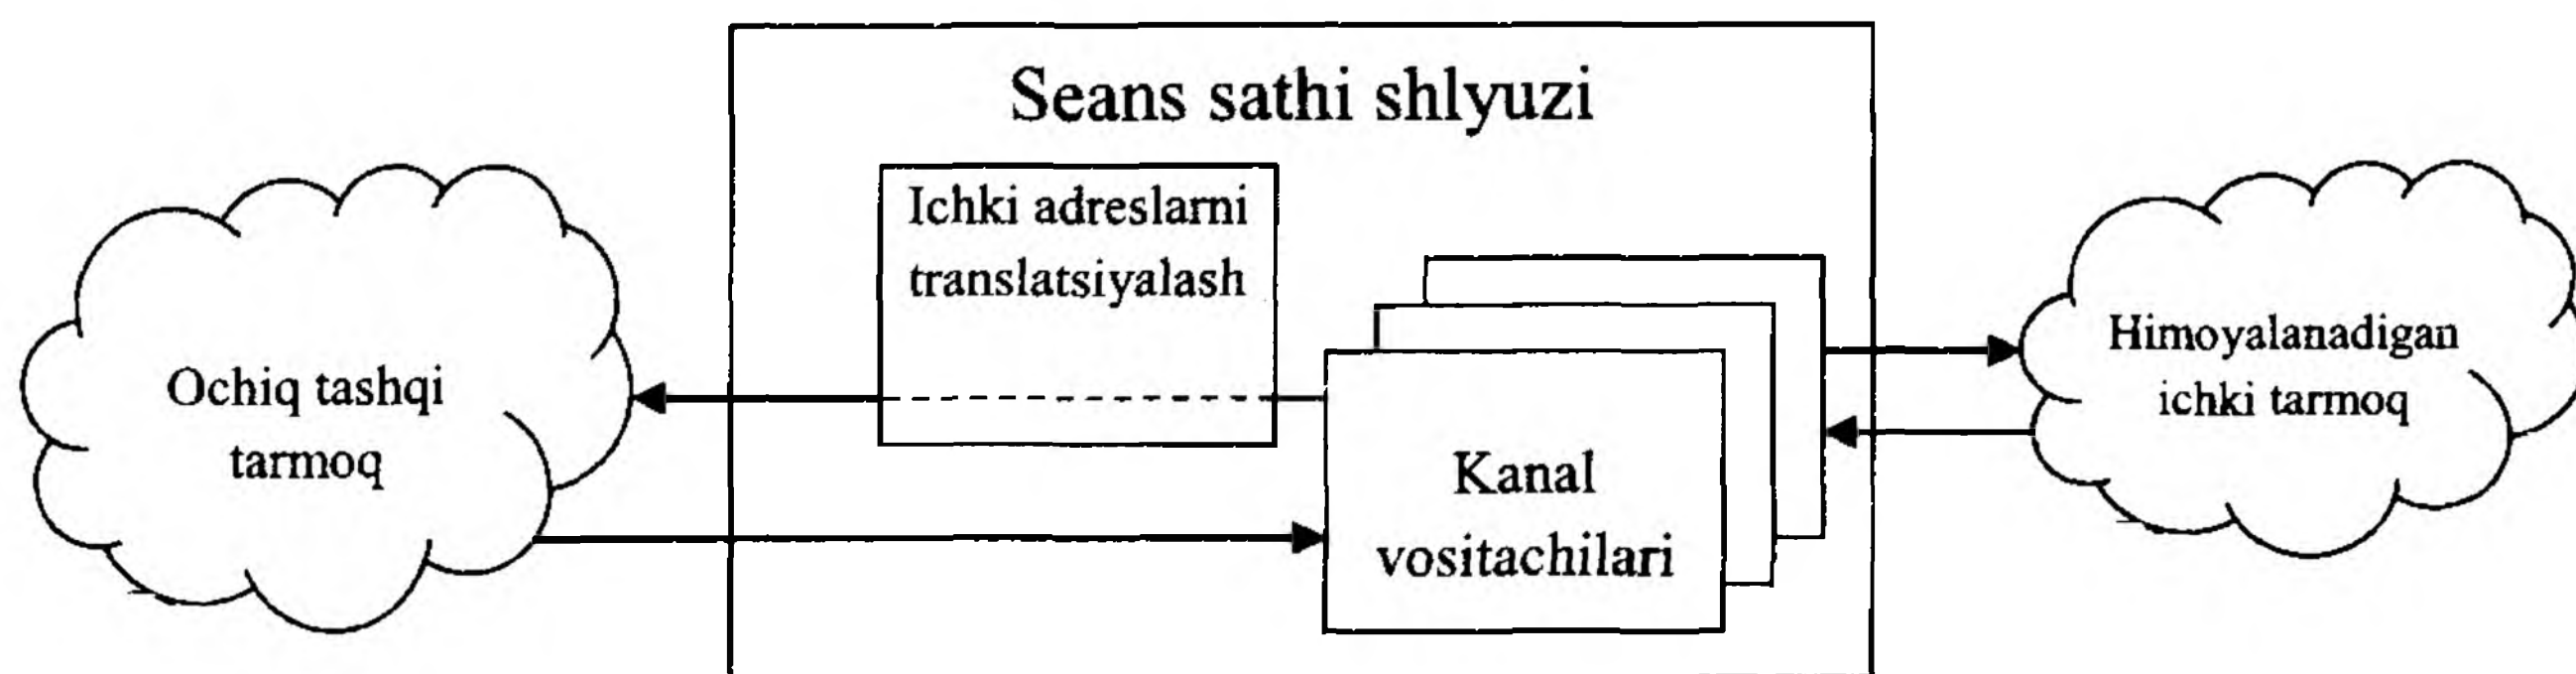 Seans sathi shlyuzi
Ichki adreslarni
translatsiyalash
Ochiq tashqi
tarmoq
Kanal
vositachilari
Himoyalanadigan
ichki tarmoq